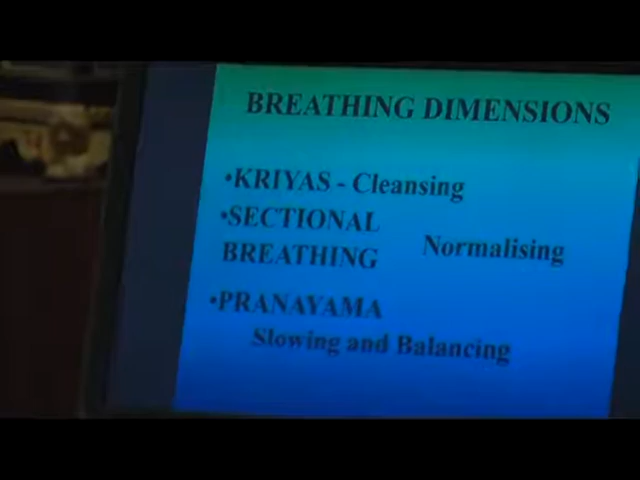 BREATHING DIMENSIONS
•KRIYAS - Cleansing
•SECTIONAL
BREATHING Normalising
•PRANAYAMA
Slowing and Balancing